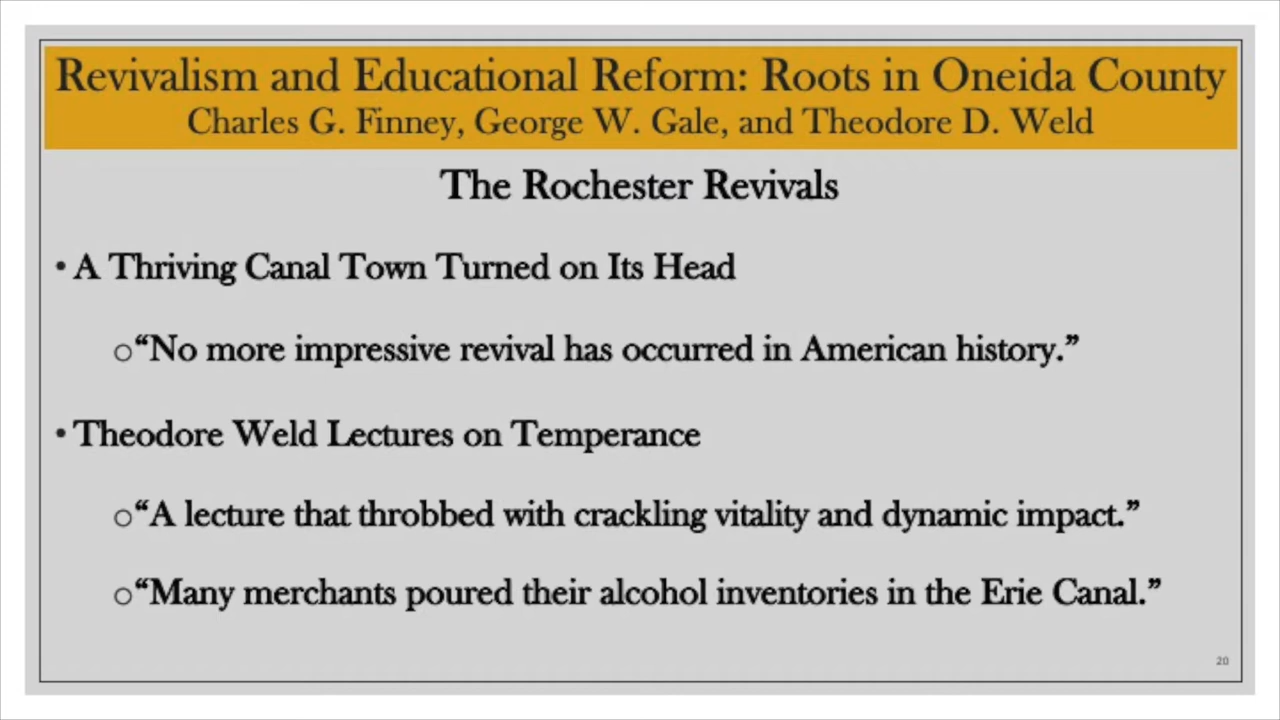 Revivalism and Educational Reform: Roots in Oneida County
Charles G. Finney, George W. Gale, and Theodore D. Weld
The Rochester Revivals
• A Thriving Canal Town Turned on Its Head
o“No more impressive revival has occurred in American history.”
• Theodore Weld Lectures on Temperance
o“A lecture that throbbed with crackling vitality and dynamic impact.”
o“Many merchants poured their alcohol inventories in the Erie Canal.”
20